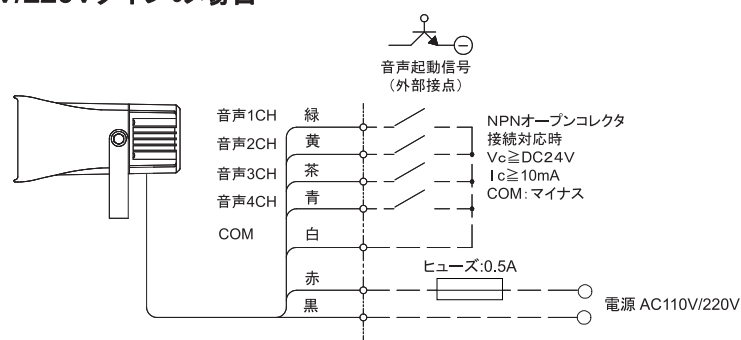 音声起動信号
（外部接点）
音声1CH 緑
音声2CH 黄
音声3CH 茶
音声4CH 青
COM 白
赤
黒
NPNオープンコレクタ
接続対応時
Vc≧DC24V
Ic≧10mA
COM:マイナス
ヒューズ:0.5A
電源 AC110V/220V